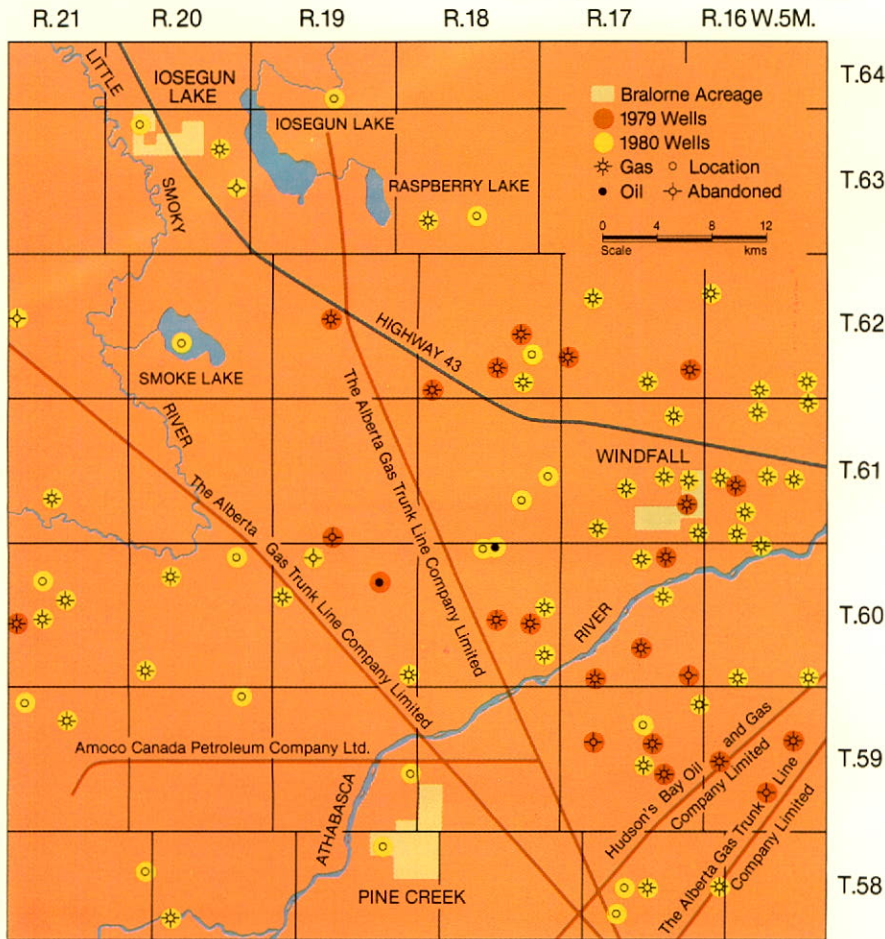 R.21 R.20 R.19 R.18 R.17 R.16 W.5M.
T.64
LITTLE
IOSEGUN
LAKE
Bralorne Acreage
1979 Wells
1980 Wells
Gas Location
Oil Abandoned
0 4 8 12
Scale kms
IOSEGUN LAKE
RASPBERRY LAKE
T.63
SMOKY
HIGHWAY 43
T.62
SMOKE LAKE
The Alberta Gas Trunk Line Company Limited
RIVER
WINDFALL
T.61
The Alberta Gas Trunk Line Company Limited
RIVER
T.60
Amoco Canada Petroleum Company Ltd.
T.59
Hudson's Bay Oil and Gas
Company Limited
The Alberta Gas Trunk Line
Company Limited
ATHABASCA
PINE CREEK
T.58